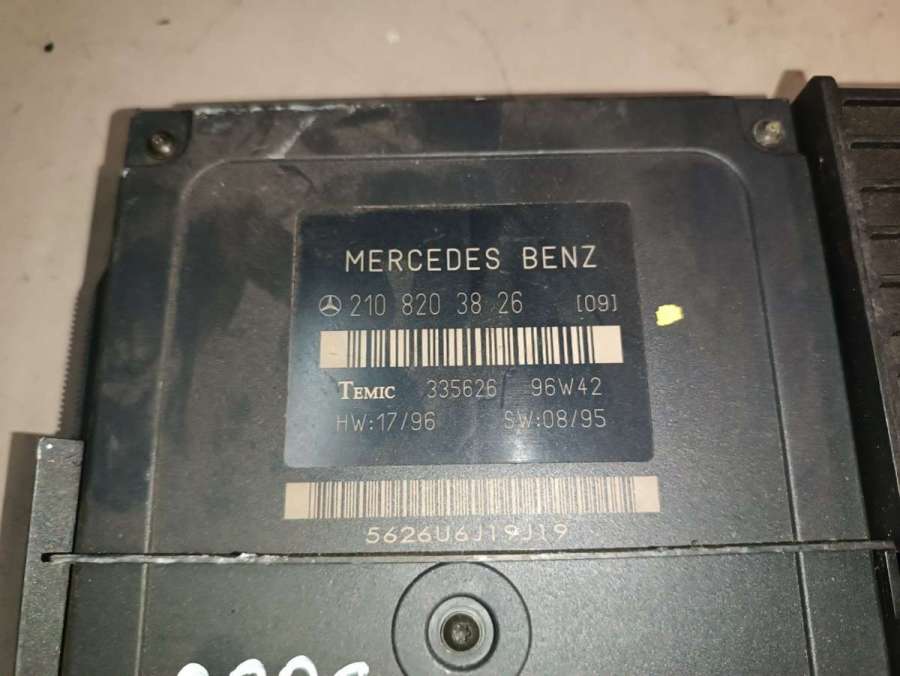 MERCEDES BENZ
210 820 38 26 [09]
TEMIC 335626 96W42
HW:17/96 SW:08/95
5626U6J19J19